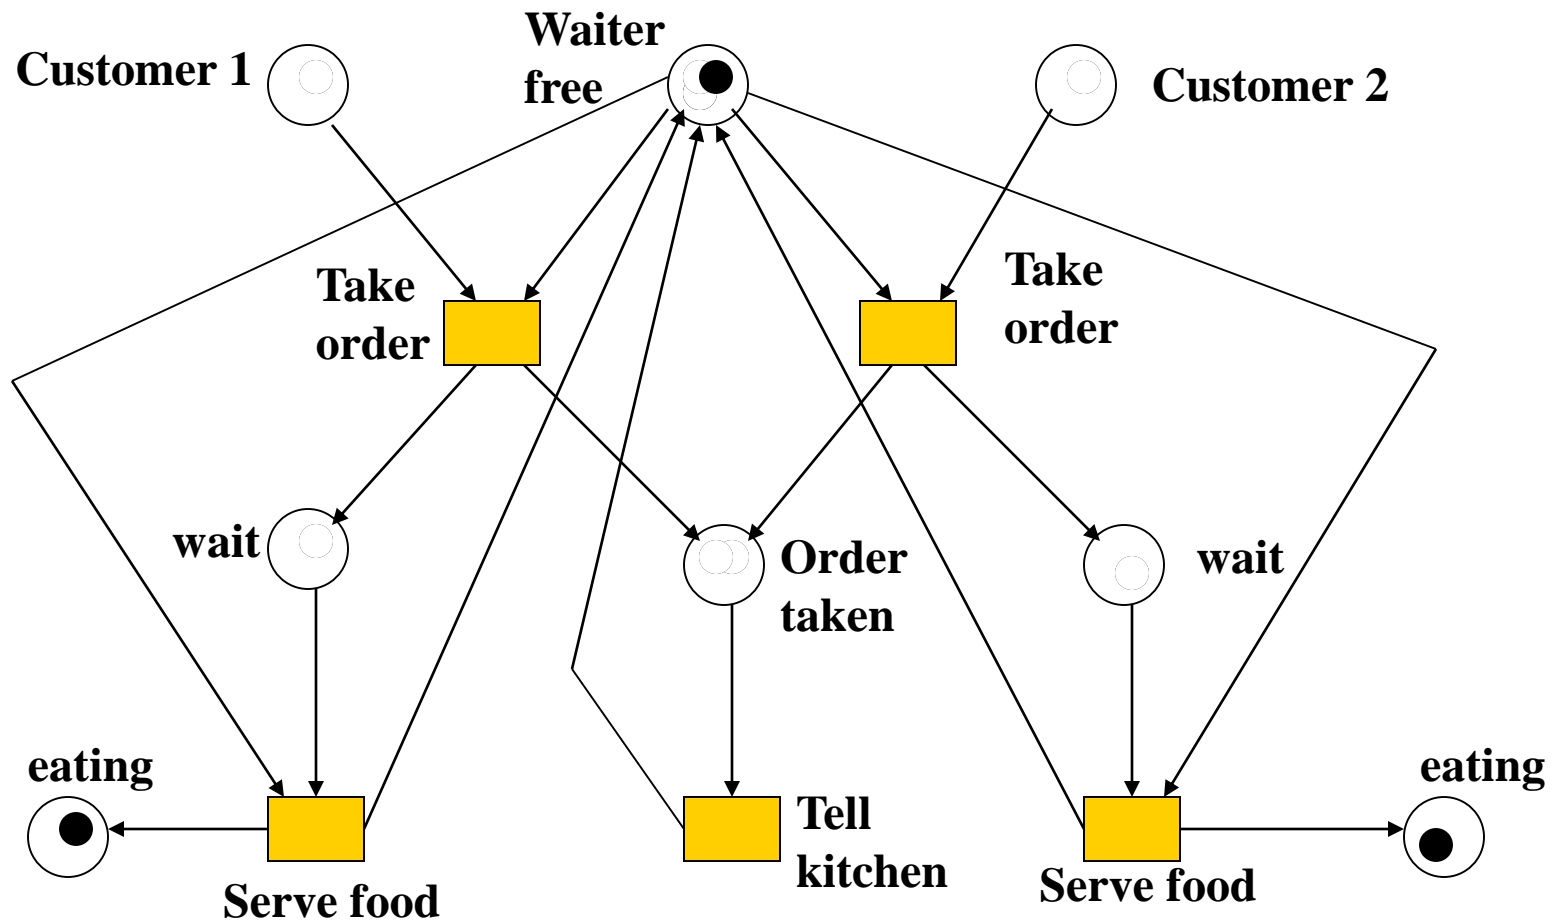 Customer 1
Waiter
free
Customer 2
Take
order
Take
order
wait
Order
taken
wait
eating
eating
Tell
kitchen
Serve food
Serve food